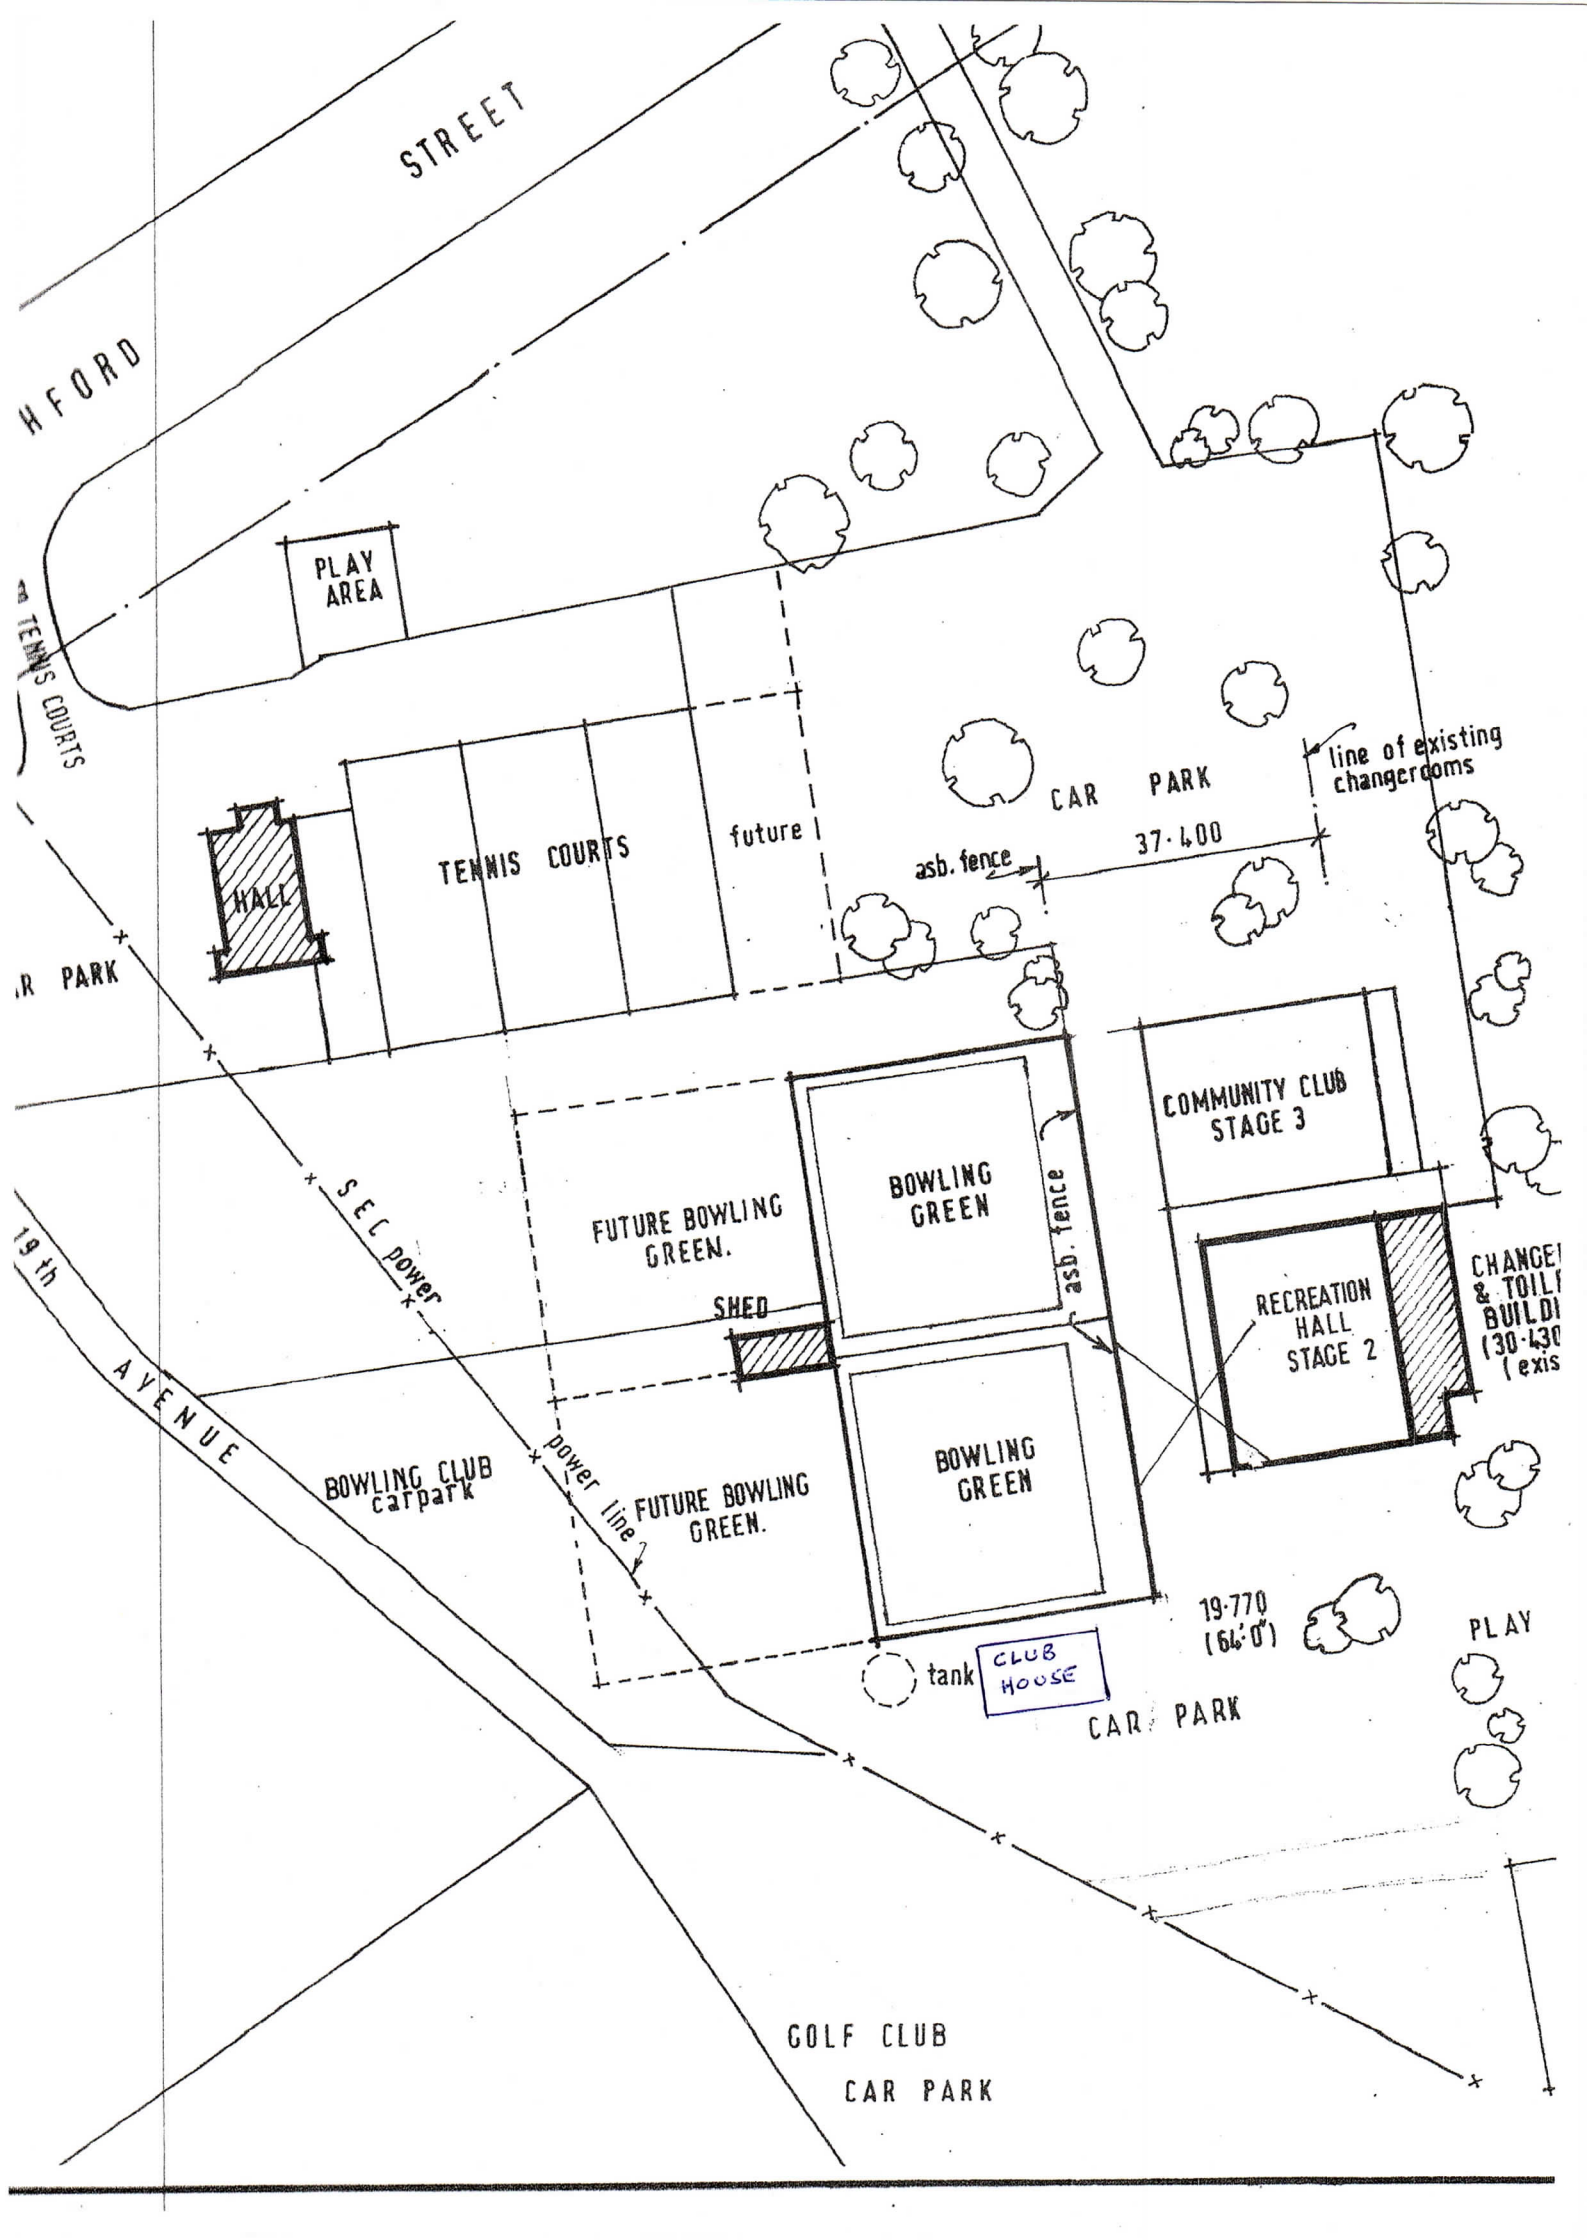 STREET
HFORD
PLAY
AREA
TENNIS COURTS
line of existing
changerooms
CAR PARK
37·400
asb. fence
future
TENNIS COURTS
HALL
PARK
COMMUNITY CLUB
STAGE 3
BOWLING
GREEN
asb. fence
FUTURE BOWLING
GREEN.
SEC power
19th
AVENUE
SHED
RECREATION
HALL
STAGE 2
CHANGE
& TOIL
BUILDI
(30·430
(exis
BOWLING CLUB
carpark
power line
FUTURE BOWLING
GREEN.
BOWLING
GREEN
19·770
(64'·0")
PLAY
tank
CLUB
HOUSE
CAR PARK
GOLF CLUB
CAR PARK